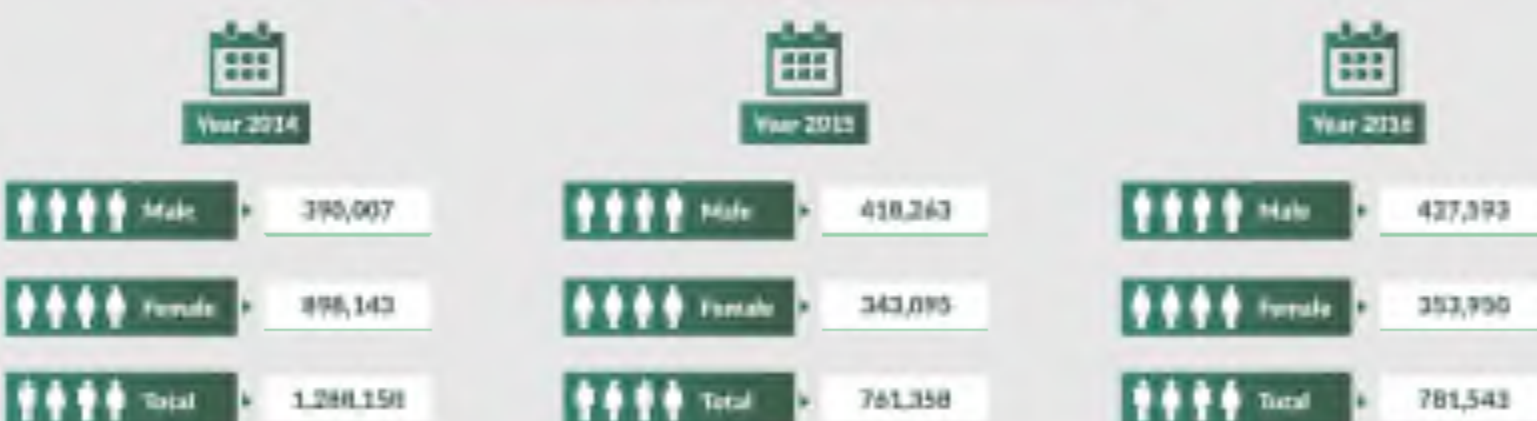 Year 2014
Male 390,007
Female 898,143
Total 1,288,150
Year 2015
Male 418,263
Female 343,095
Total 761,358
Year 2016
Male 427,593
Female 353,950
Total 781,543